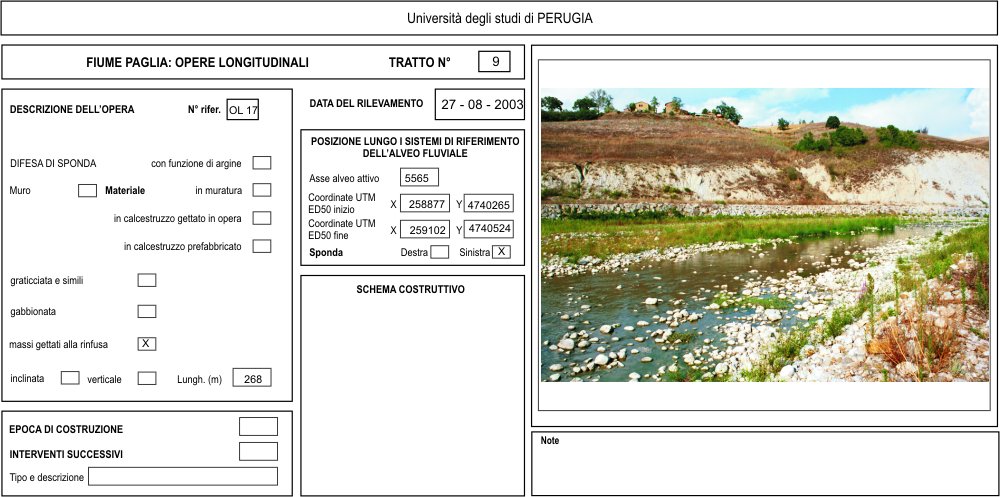 Università degli studi di PERUGIA
FIUME PAGLIA: OPERE LONGITUDINALI TRATTO N° 9
DESCRIZIONE DELL'OPERA N° rifer. OL 17
DIFESA DI SPONDA con funzione di argine
Muro Materiale in muratura
in calcestruzzo gettato in opera
in calcestruzzo prefabbricato
graticciata e simili
gabbionata
massi gettati alla rinfusa X
inclinata verticale Lungh. (m) 268
EPOCA DI COSTRUZIONE
INTERVENTI SUCCESSIVI
Tipo e descrizione
DATA DEL RILEVAMENTO 27 - 08 - 2003
POSIZIONE LUNGO I SISTEMI DI RIFERIMENTO
DELL'ALVEO FLUVIALE
Asse alveo attivo 5565
Coordinate UTM
ED50 inizio X 258877 Y 4740265
Coordinate UTM
ED50 fine X 259102 Y 4740524
Sponda Destra Sinistra X
SCHEMA COSTRUTTIVO
Note